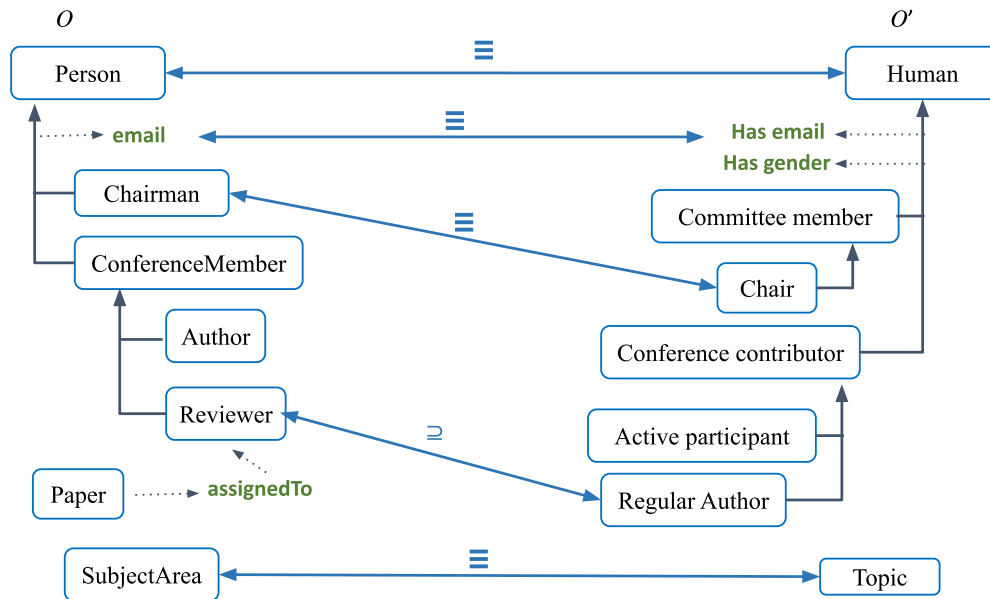 O
O'
Person
≡
Human
email
≡
Has email
Has gender
Chairman
≡
Committee member
ConferenceMember
Chair
Author
Conference contributor
Reviewer
⊇
Active participant
Paper
assignedTo
Regular Author
SubjectArea
≡
Topic